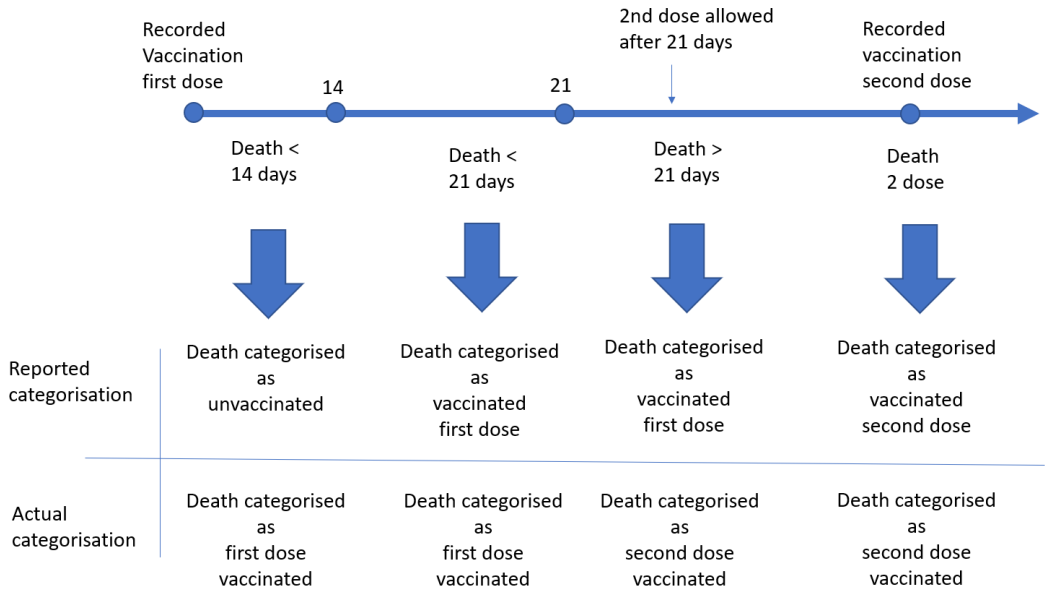 Recorded
Vaccination
first dose
14
21
2nd dose allowed
after 21 days
Recorded
vaccination
second dose
Death <
14 days
Death <
21 days
Death >
21 days
Death
2 dose
Reported
categorisation
Death categorised
as
unvaccinated
Death categorised
as
vaccinated
first dose
Death categorised
as
vaccinated
first dose
Death categorised
as
vaccinated
second dose
Actual
categorisation
Death categorised
as
first dose
vaccinated
Death categorised
as
first dose
vaccinated
Death categorised
as
second dose
vaccinated
Death categorised
as
second dose
vaccinated